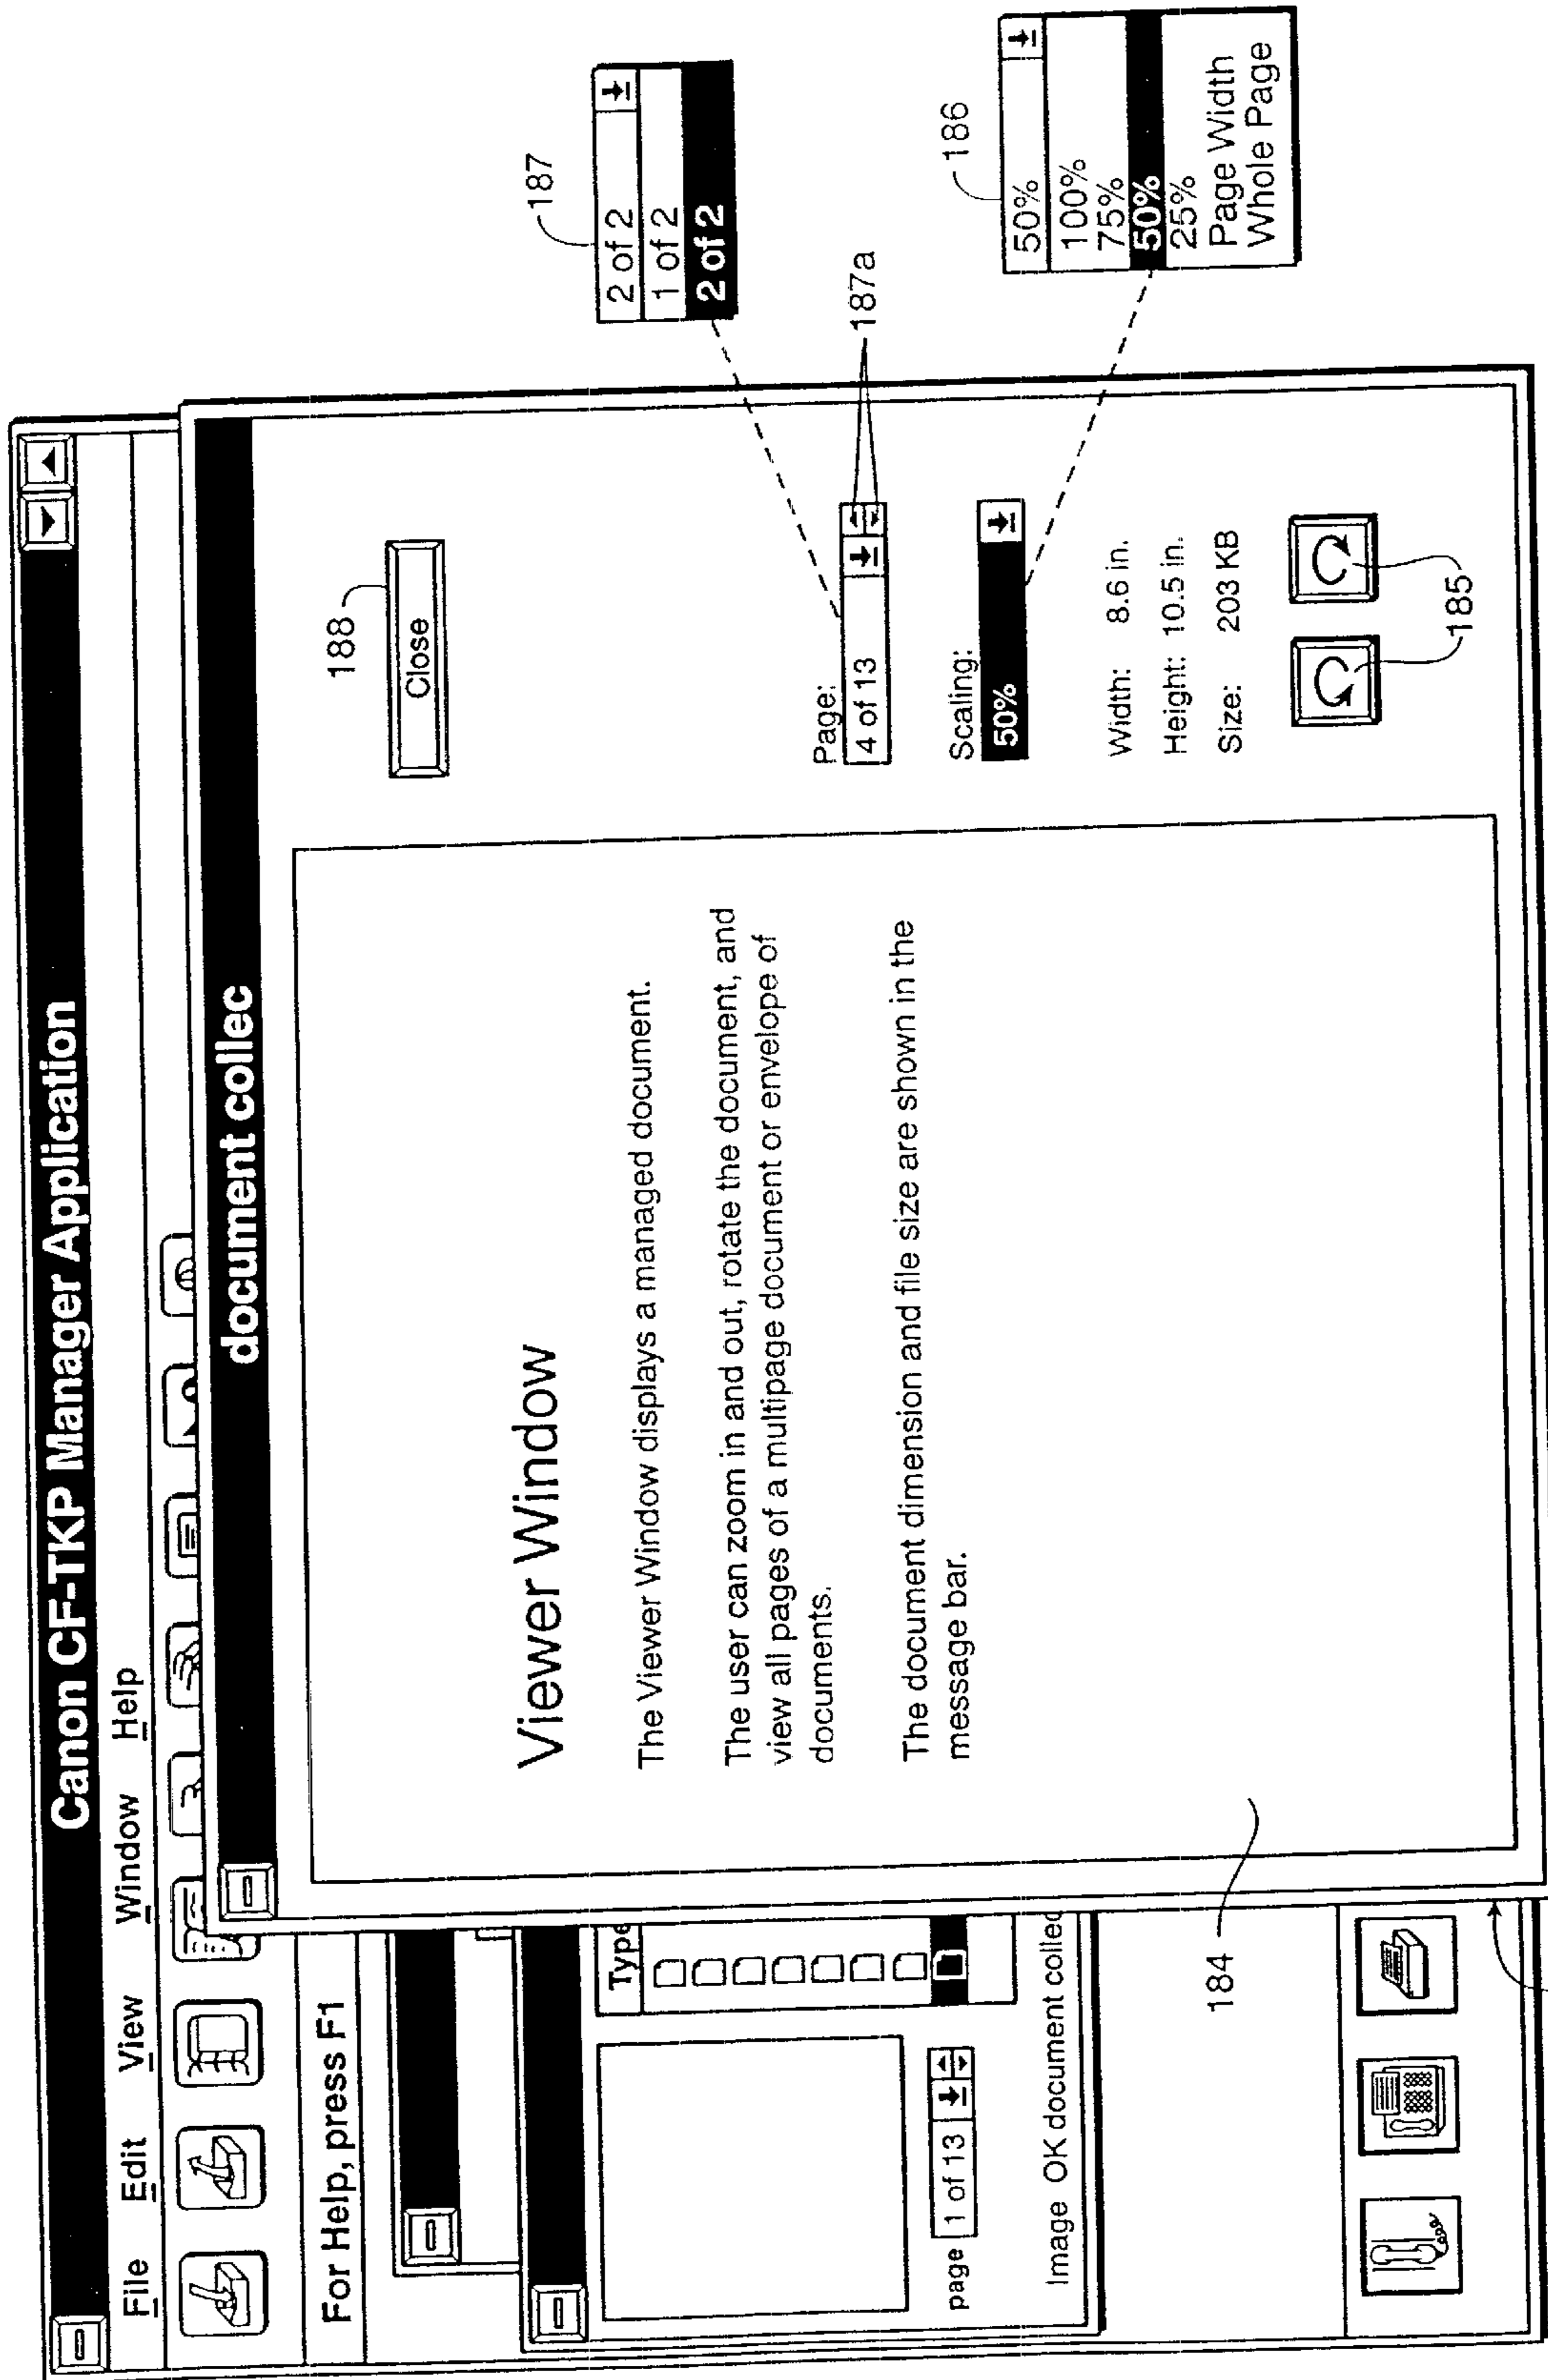 Canon CF-TKP Manager Application
File Edit View Window Help
For Help, press F1
document collec
188
Close
Viewer Window
The Viewer Window displays a managed document.
The user can zoom in and out, rotate the document, and
view all pages of a multipage document or envelope of
documents.
The document dimension and file size are shown in the
message bar.
Page:
4 of 13
187a
Scaling:
50%
Width: 8.6 in.
Height: 10.5 in.
Size: 203 KB
185
187
2 of 2
1 of 2
2 of 2
186
50%
100%
75%
50%
25%
Page Width
Whole Page
Type
page 1 of 13
Image OK document collec
184